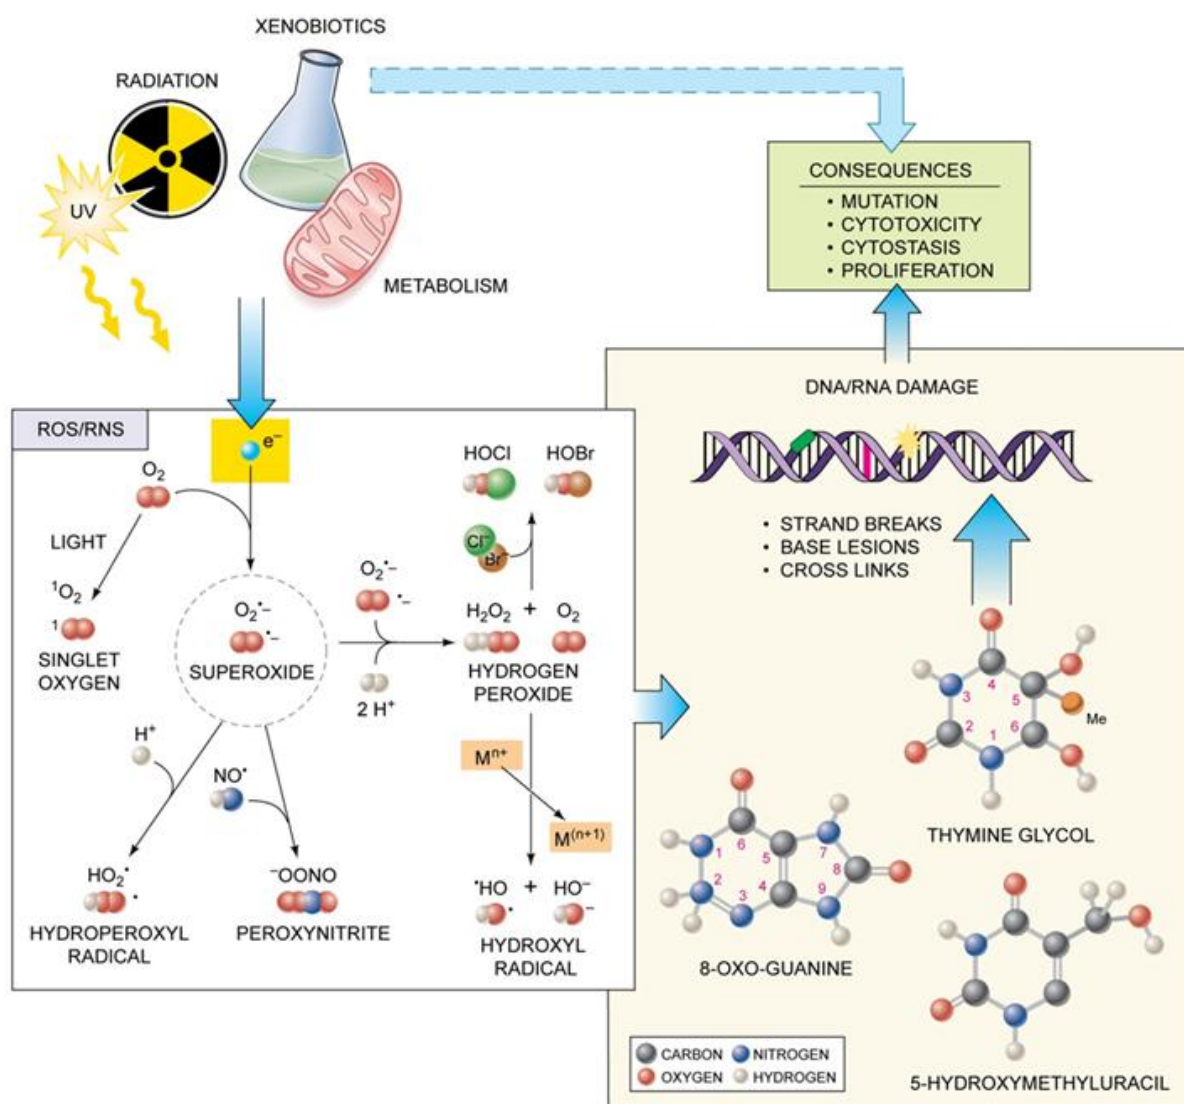 XENOBIOTICS
RADIATION
UV
METABOLISM
CONSEQUENCES
• MUTATION
• CYTOTOXICITY
• CYTOSTASIS
• PROLIFERATION
ROS/RNS
e⁻
O₂
LIGHT
¹O₂
1
SINGLET
OXYGEN
O₂•–
•–
SUPEROXIDE
O₂•–
•–
2 H⁺
HOCl
HOBr
Cl⁻
Br⁻
H₂O₂ + O₂
HYDROGEN
PEROXIDE
H⁺
NO•
HO₂•
•
HYDROPEROXYL
RADICAL
⁻OONO
PEROXYNITRITE
Mⁿ⁺
M⁽ⁿ⁺¹⁾
•HO + HO⁻
• –
HYDROXYL
RADICAL
DNA/RNA DAMAGE
• STRAND BREAKS
• BASE LESIONS
• CROSS LINKS
4
3
5
Me
2
1
6
THYMINE GLYCOL
6
1
5
7
8
2
3
4
9
8-OXO-GUANINE
5-HYDROXYMETHYLURACIL
CARBON NITROGEN
OXYGEN HYDROGEN